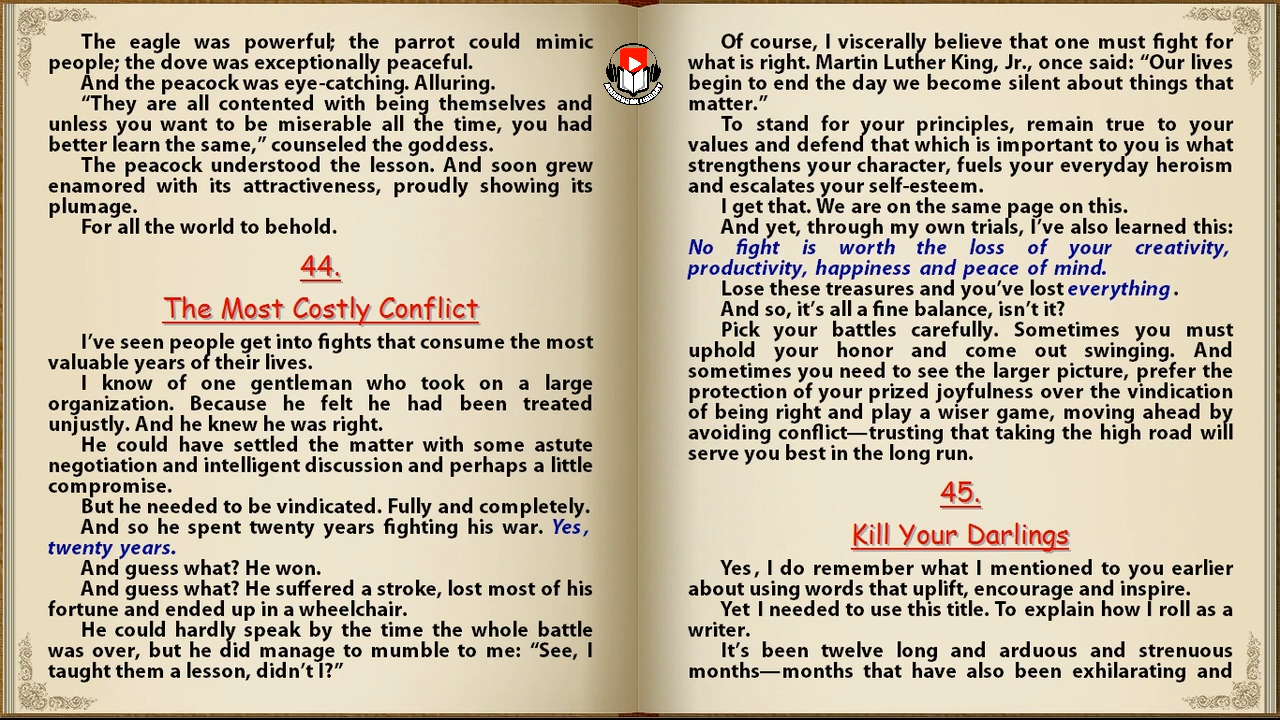 The eagle was powerful; the parrot could mimic
people; the dove was exceptionally peaceful.
And the peacock was eye-catching. Alluring.
“They are all contented with being themselves and
unless you want to be miserable all the time, you had
better learn the same,” counseled the goddess.
The peacock understood the lesson. And soon grew
enamored with its attractiveness, proudly showing its
plumage.
For all the world to behold.
44.
The Most Costly Conflict
I’ve seen people get into fights that consume the most
valuable years of their lives.
I know of one gentleman who took on a large
organization. Because he felt he had been treated
unjustly. And he knew he was right.
He could have settled the matter with some astute
negotiation and intelligent discussion and perhaps a little
compromise.
But he needed to be vindicated. Fully and completely.
And so he spent twenty years fighting his war. Yes,
twenty years.
And guess what? He won.
And guess what? He suffered a stroke, lost most of his
fortune and ended up in a wheelchair.
He could hardly speak by the time the whole battle
was over, but he did manage to mumble to me: “See, I
taught them a lesson, didn’t I?”
Of course, I viscerally believe that one must fight for
what is right. Martin Luther King, Jr., once said: “Our lives
begin to end the day we become silent about things that
matter.”
To stand for your principles, remain true to your
values and defend that which is important to you is what
strengthens your character, fuels your everyday heroism
and escalates your self-esteem.
I get that. We are on the same page on this.
And yet, through my own trials, I’ve also learned this:
No fight is worth the loss of your creativity,
productivity, happiness and peace of mind.
Lose these treasures and you’ve lost everything.
And so, it’s all a fine balance, isn’t it?
Pick your battles carefully. Sometimes you must
uphold your honor and come out swinging. And
sometimes you need to see the larger picture, prefer the
protection of your prized joyfulness over the vindication
of being right and play a wiser game, moving ahead by
avoiding conflict—trusting that taking the high road will
serve you best in the long run.
45.
Kill Your Darlings
Yes, I do remember what I mentioned to you earlier
about using words that uplift, encourage and inspire.
Yet I needed to use this title. To explain how I roll as a
writer.
It’s been twelve long and arduous and strenuous
months—months that have also been exhilarating and